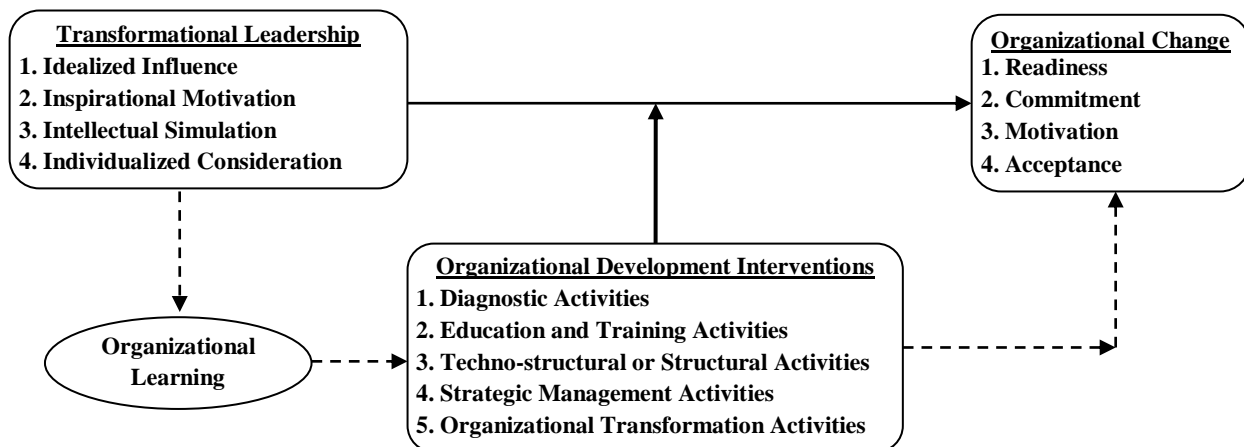 Transformational Leadership
1. Idealized Influence
2. Inspirational Motivation
3. Intellectual Simulation
4. Individualized Consideration
Organizational Change
1. Readiness
2. Commitment
3. Motivation
4. Acceptance
Organizational
Learning
Organizational Development Interventions
1. Diagnostic Activities
2. Education and Training Activities
3. Techno-structural or Structural Activities
4. Strategic Management Activities
5. Organizational Transformation Activities